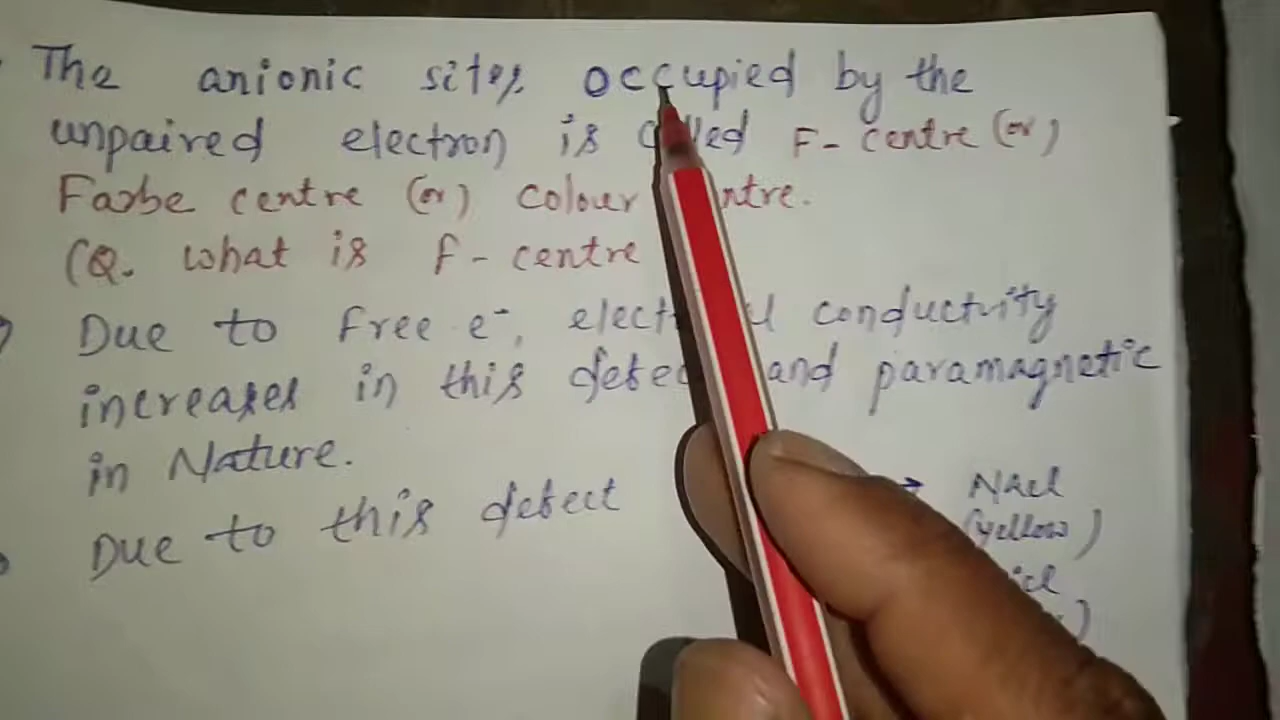 The anionic sites occupied by the
unpaired electron is called F-centre (or)
Farbe centre (or) colour centre.
(Q. what is F-centre
Due to free e⁻, electrical conductivity
increases in this defect and paramagnetic
in Nature.
Due to this defect → NaCl
(yellow)